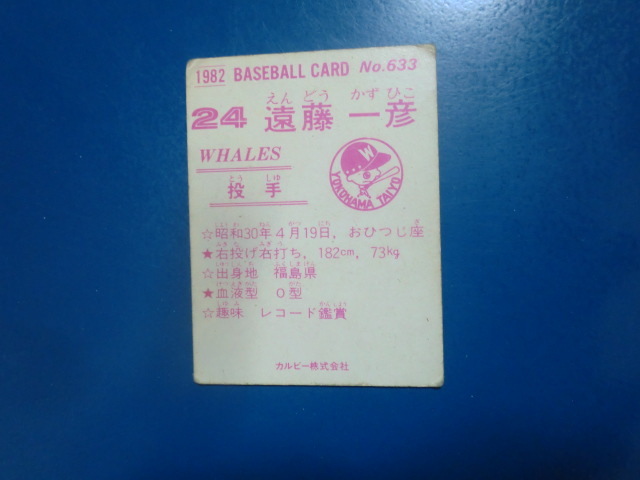 1982 BASEBALL CARD No.633
えん どう かず ひこ
24 遠藤 一彦
WHALES
とう しゅ
投手
W
YOKOHAMA TAIYO
☆昭和30年4月19日, おひつじ座
★右投げ右打ち, 182cm, 73kg
☆出身地 福島県
★血液型 O型
☆趣味 レコード鑑賞
カルビー株式会社